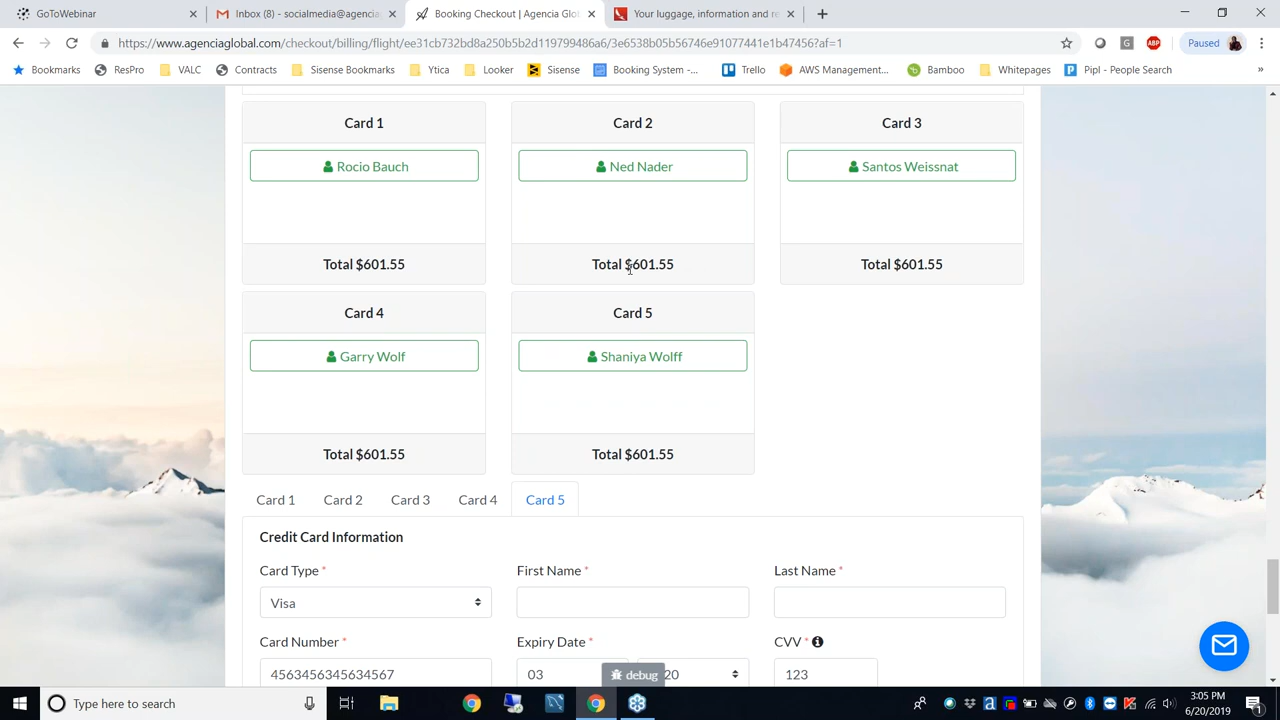 GoToWebinar
Inbox (8) - socialmedia@agencia
Booking Checkout | Agencia Glo
Your luggage, information and re
https://www.agenciaglobal.com/checkout/billing/flight/ee31cb732bd8a250b5b2d119799486a6/3e6538b05b56746e91077441e1b47456?af=1
G
ABP
Paused
Bookmarks
ResPro
VALC
Contracts
Sisense Bookmarks
Ytica
Looker
Sisense
Booking System -...
Trello
AWS Management...
Bamboo
Whitepages
Pipl - People Search
»
Card 1
Card 2
Card 3
Rocio Bauch
Ned Nader
Santos Weissnat
Total $601.55
Total $601.55
Total $601.55
Card 4
Card 5
Garry Wolf
Shaniya Wolff
Total $601.55
Total $601.55
Card 1
Card 2
Card 3
Card 4
Card 5
Credit Card Information
Card Type *
First Name *
Last Name *
Visa
Card Number *
Expiry Date *
CVV *
4563456345634567
03
20
123
debug
Type here to search
3:05 PM
6/20/2019